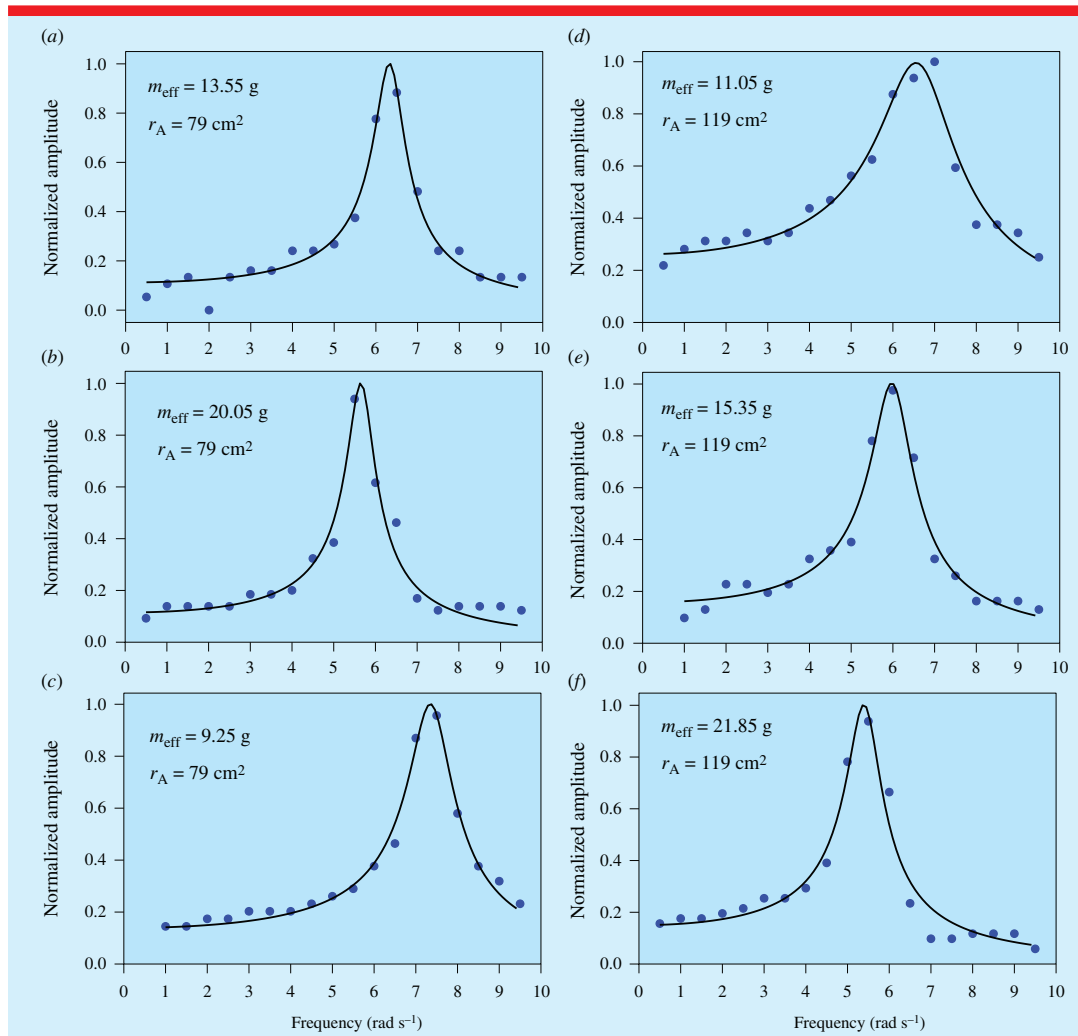 (a)
Normalized amplitude
1.0
0.8
0.6
0.4
0.2
0.0
m_eff = 13.55 g
r_A = 79 cm²
0 1 2 3 4 5 6 7 8 9 10
(b)
Normalized amplitude
1.0
0.8
0.6
0.4
0.2
0.0
m_eff = 20.05 g
r_A = 79 cm²
0 1 2 3 4 5 6 7 8 9 10
(c)
Normalized amplitude
1.0
0.8
0.6
0.4
0.2
0.0
m_eff = 9.25 g
r_A = 79 cm²
0 1 2 3 4 5 6 7 8 9 10
Frequency (rad s⁻¹)
(d)
Normalized amplitude
1.0
0.8
0.6
0.4
0.2
m_eff = 11.05 g
r_A = 119 cm²
0 1 2 3 4 5 6 7 8 9 10
(e)
Normalized amplitude
1.0
0.8
0.6
0.4
0.2
0.0
m_eff = 15.35 g
r_A = 119 cm²
0 1 2 3 4 5 6 7 8 9 10
(f)
Normalized amplitude
1.0
0.8
0.6
0.4
0.2
0.0
m_eff = 21.85 g
r_A = 119 cm²
0 1 2 3 4 5 6 7 8 9 10
Frequency (rad s⁻¹)